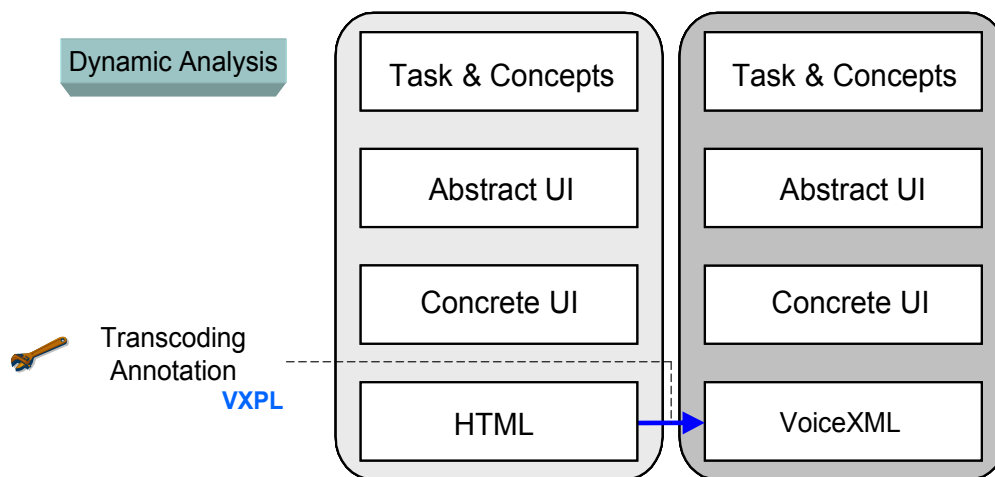 Dynamic Analysis
Task & Concepts
Task & Concepts
Abstract UI
Abstract UI
Concrete UI
Concrete UI
Transcoding
Annotation
VXPL
HTML
VoiceXML